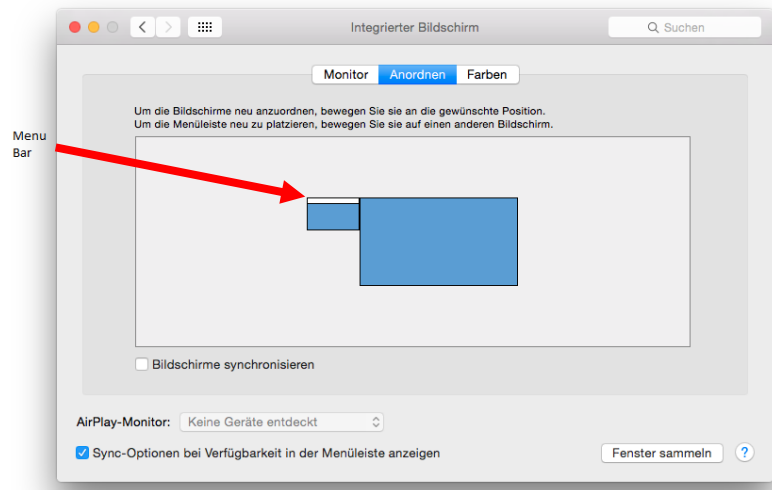 Integrierter Bildschirm
Suchen
Monitor Anordnen Farben
Um die Bildschirme neu anzuordnen, bewegen Sie sie an die gewünschte Position.
Um die Menüleiste neu zu platzieren, bewegen Sie sie auf einen anderen Bildschirm.
Menu
Bar
Bildschirme synchronisieren
AirPlay-Monitor: Keine Geräte entdeckt
Sync-Optionen bei Verfügbarkeit in der Menüleiste anzeigen
Fenster sammeln ?